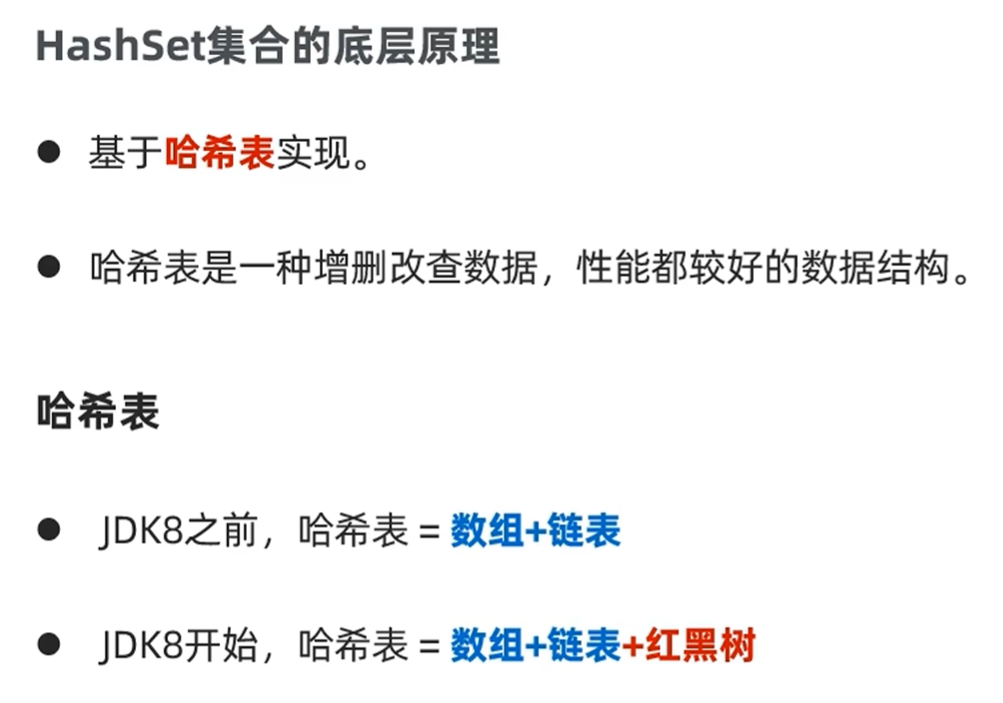 HashSet集合的底层原理
● 基于哈希表实现。
● 哈希表是一种增删改查数据，性能都较好的数据结构。
哈希表
● JDK8之前，哈希表 = 数组+链表
● JDK8开始，哈希表 = 数组+链表+红黑树